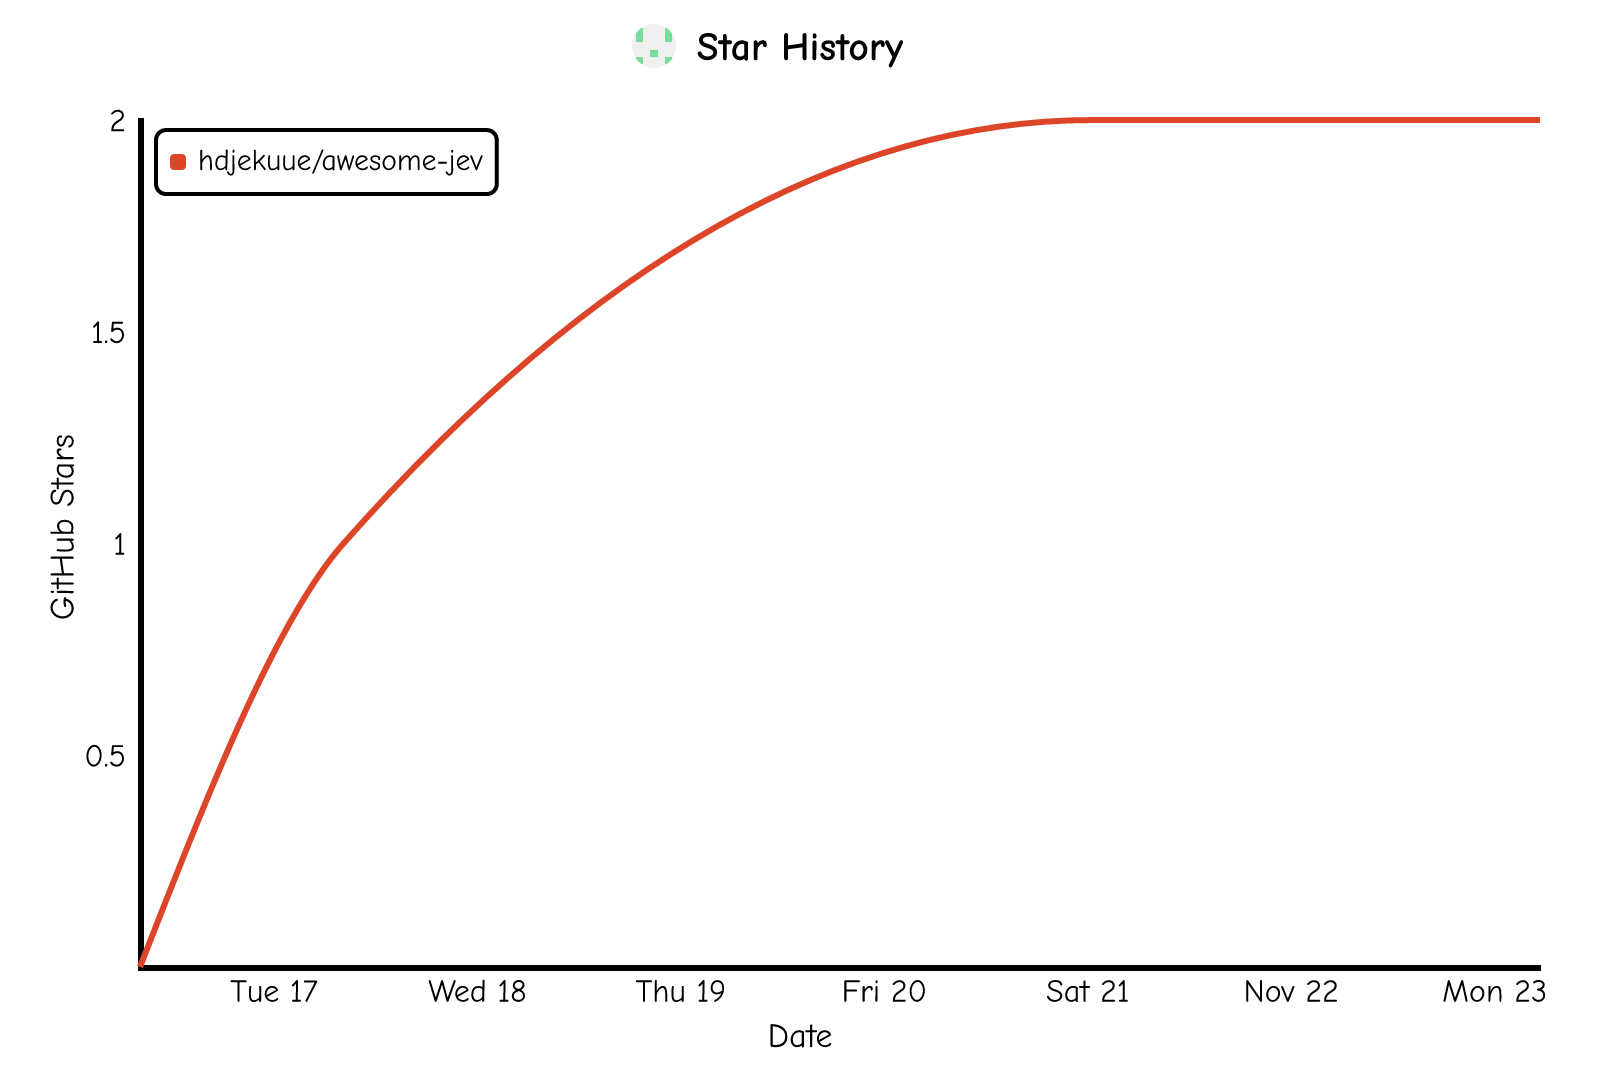 Star History
hdjekuue/awesome-jev
2
1.5
1
0.5
GitHub Stars
Tue 17 Wed 18 Thu 19 Fri 20 Sat 21 Nov 22 Mon 23
Date